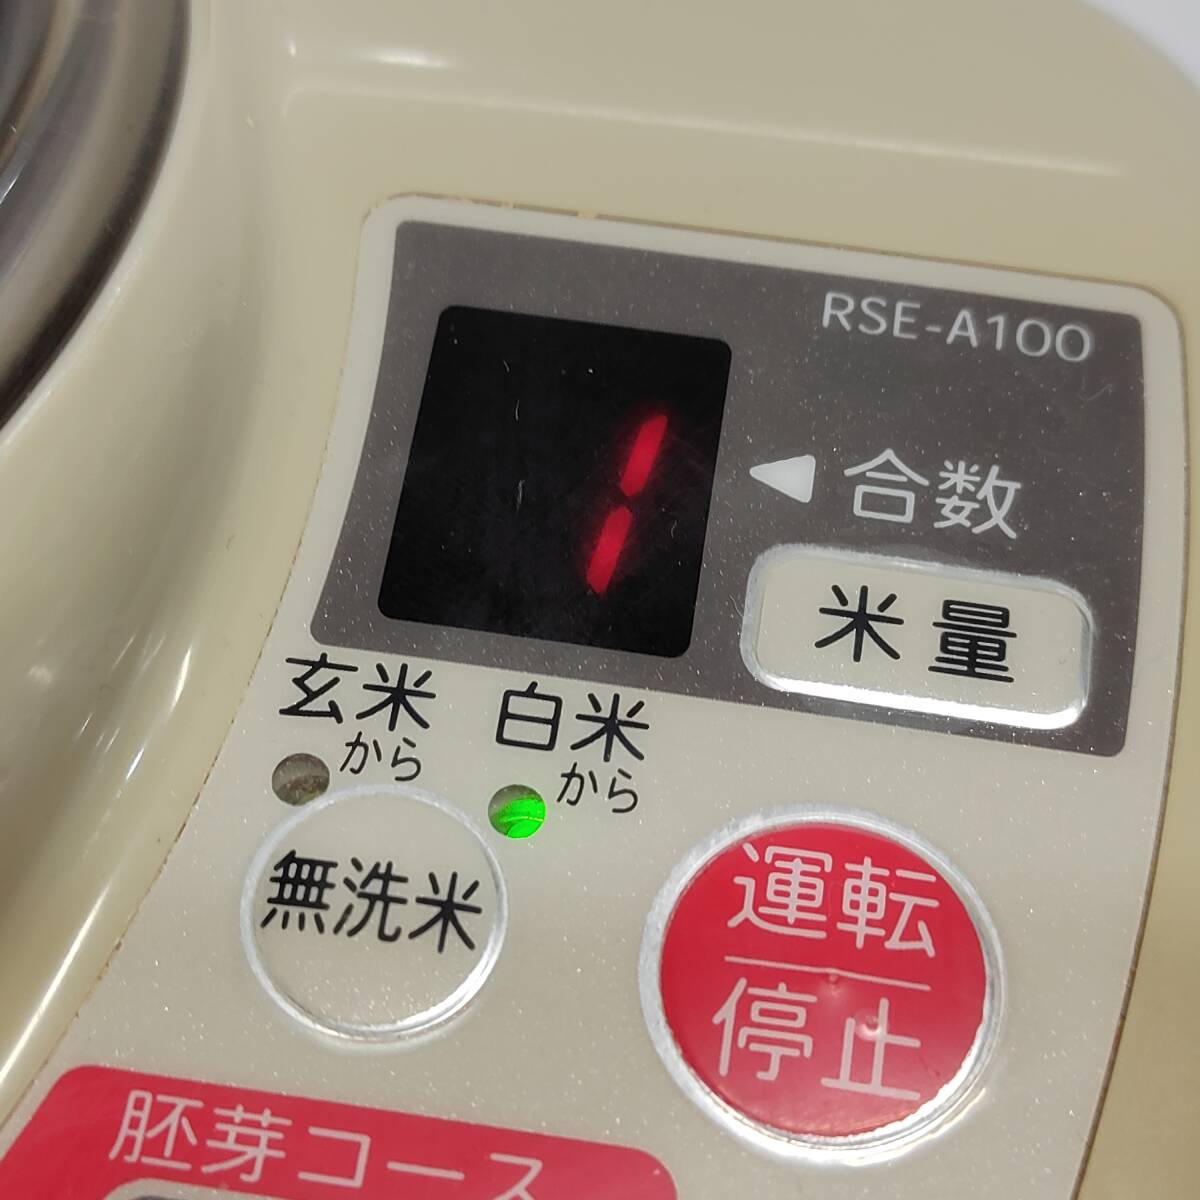 RSE-A100
1
◀合数
米量
玄米
から
白米
から
無洗米
運転
停止
胚芽コース